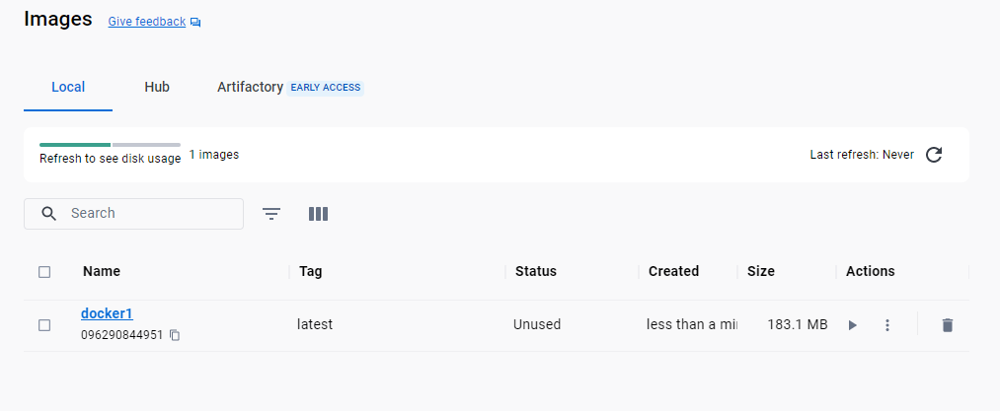 Images Give feedback
Local Hub Artifactory EARLY ACCESS
Refresh to see disk usage 1 images Last refresh: Never
Search
Name Tag Status Created Size Actions
docker1
096290844951
latest Unused less than a mi 183.1 MB